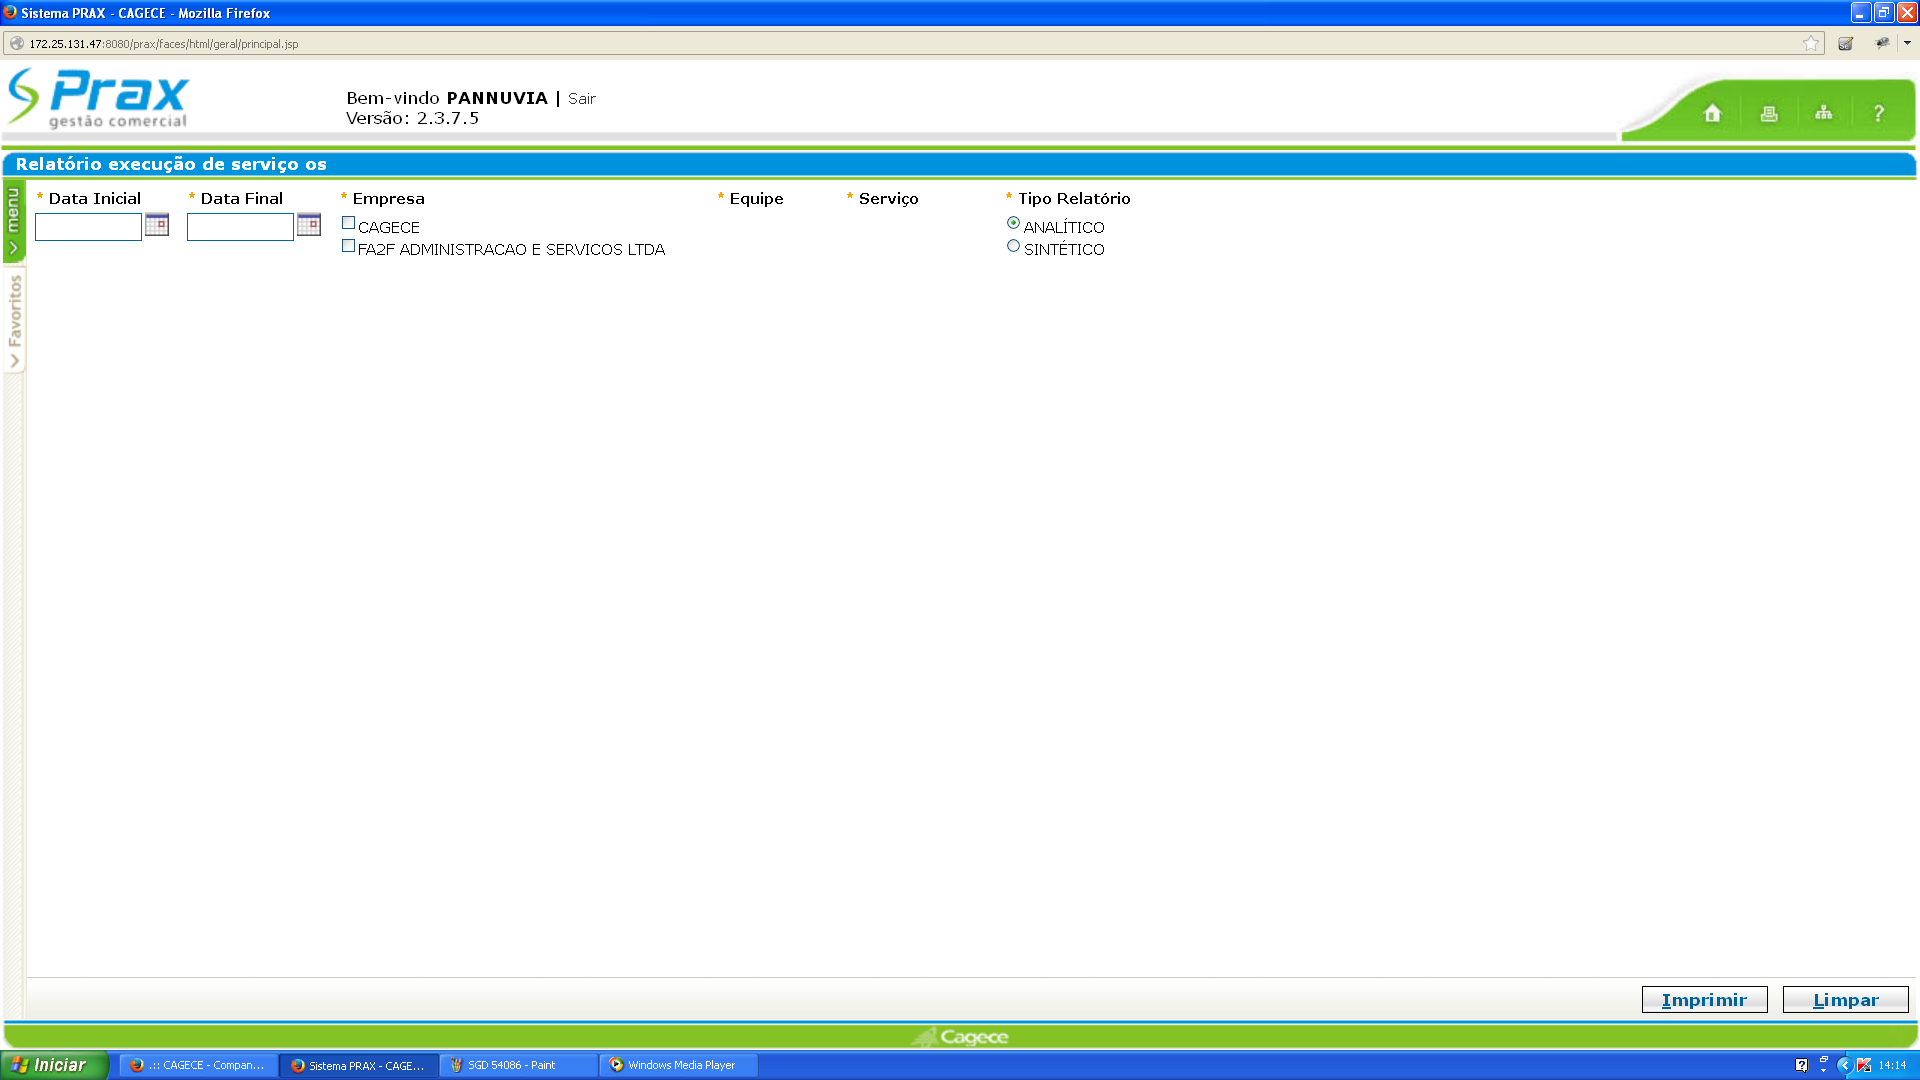 Sistema PRAX - CAGECE - Mozilla Firefox
172.25.131.47:8080/prax/faces/html/geral/principal.jsp
Prax
gestão comercial
Bem-vindo PANNUVIA | Sair
Versão: 2.3.7.5
?
Relatório execução de serviço os
menu
Favoritos
* Data Inicial * Data Final * Empresa * Equipe * Serviço * Tipo Relatório
CAGECE ANALÍTICO
FA2F ADMINISTRACAO E SERVICOS LTDA SINTÉTICO
Imprimir Limpar
Cagece
Iniciar .:: CAGECE - Compan... Sistema PRAX - CAGE... SGD 54086 - Paint Windows Media Player 14:14